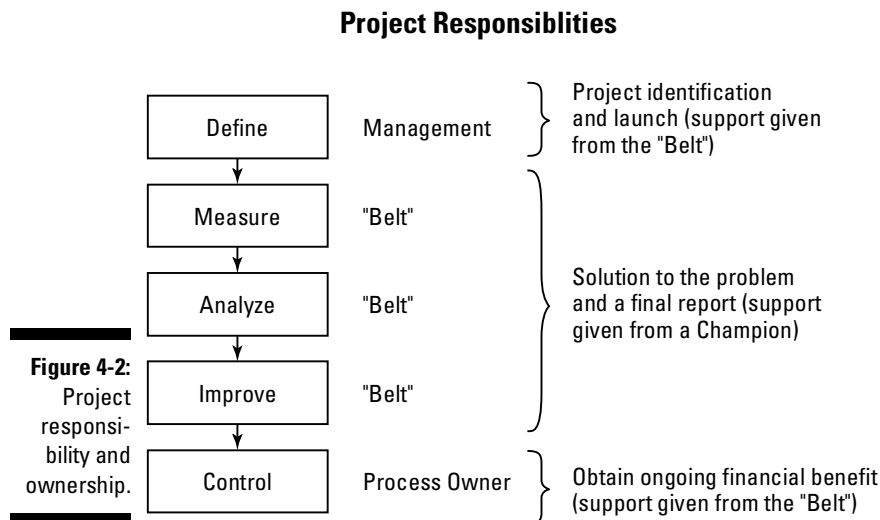 Project Responsiblities
Define
Management
Project identification
and launch (support given
from the "Belt")
Measure
"Belt"
Analyze
"Belt"
Improve
"Belt"
Solution to the problem
and a final report (support
given from a Champion)
Control
Process Owner
Obtain ongoing financial benefit
(support given from the "Belt")
Figure 4-2:
Project
responsi-
bility and
ownership.